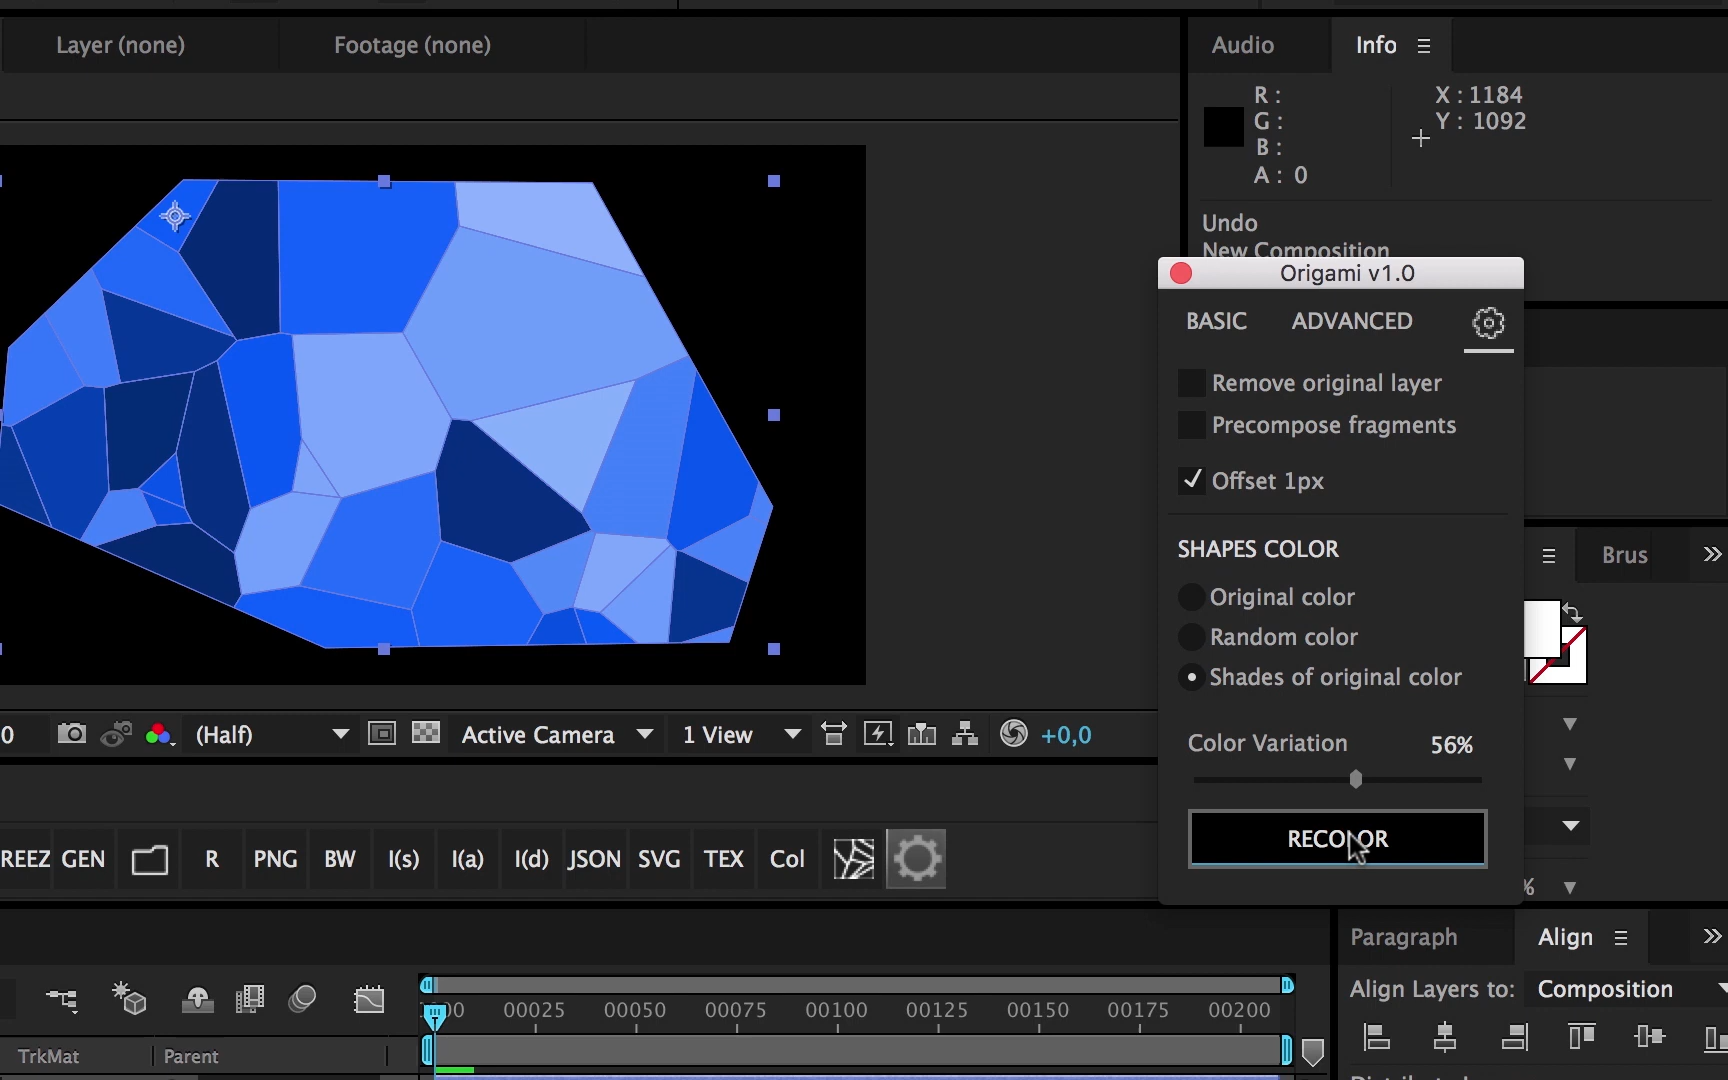 Layer (none)
Footage (none)
Audio
Info
R :
G :
B :
A : 0
X : 1184
Y : 1092
Undo
New Composition
Origami v1.0
BASIC
ADVANCED
Remove original layer
Precompose fragments
Offset 1px
SHAPES COLOR
Original color
Random color
Shades of original color
Color Variation
56%
RECOLOR
Brus
%
0
(Half)
Active Camera
1 View
+0,0
REEZ
GEN
R
PNG
BW
I(s)
I(a)
I(d)
JSON
SVG
TEX
Col
Paragraph
Align
Align Layers to:
Composition
00
00025
00050
00075
00100
00125
00150
00175
00200
TrkMat
Parent